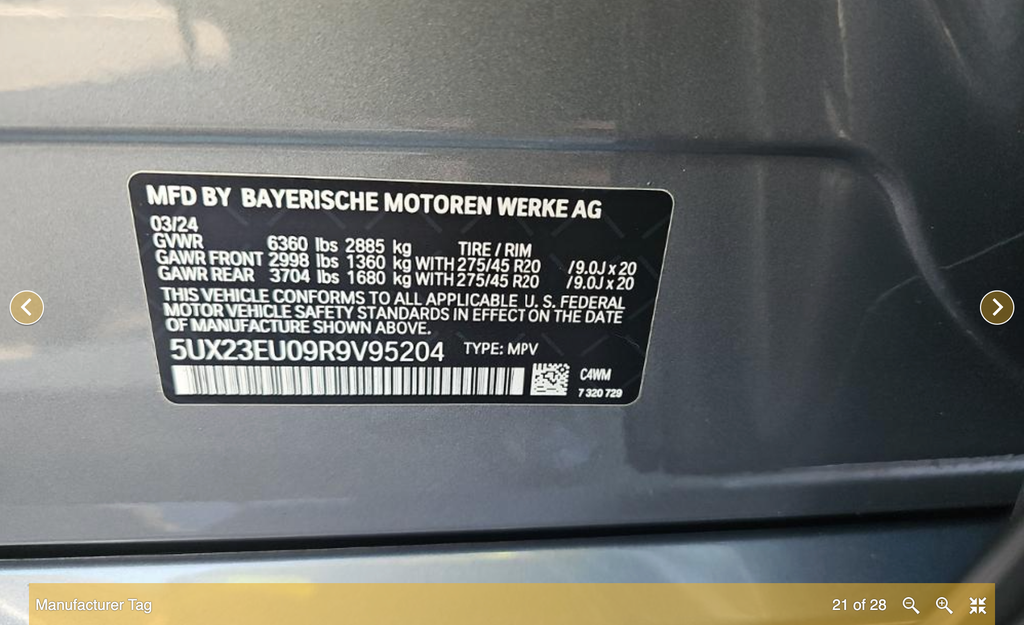 MFD BY BAYERISCHE MOTOREN WERKE AG
03/24
GVWR 6360 lbs 2885 kg TIRE / RIM
GAWR FRONT 2998 lbs 1360 kg WITH 275/45 R20 / 9.0J x 20
GAWR REAR 3704 lbs 1680 kg WITH 275/45 R20 / 9.0J x 20
THIS VEHICLE CONFORMS TO ALL APPLICABLE U. S. FEDERAL
MOTOR VEHICLE SAFETY STANDARDS IN EFFECT ON THE DATE
OF MANUFACTURE SHOWN ABOVE.
5UX23EU09R9V95204 TYPE: MPV
C4WM
7 320 729
Manufacturer Tag 21 of 28